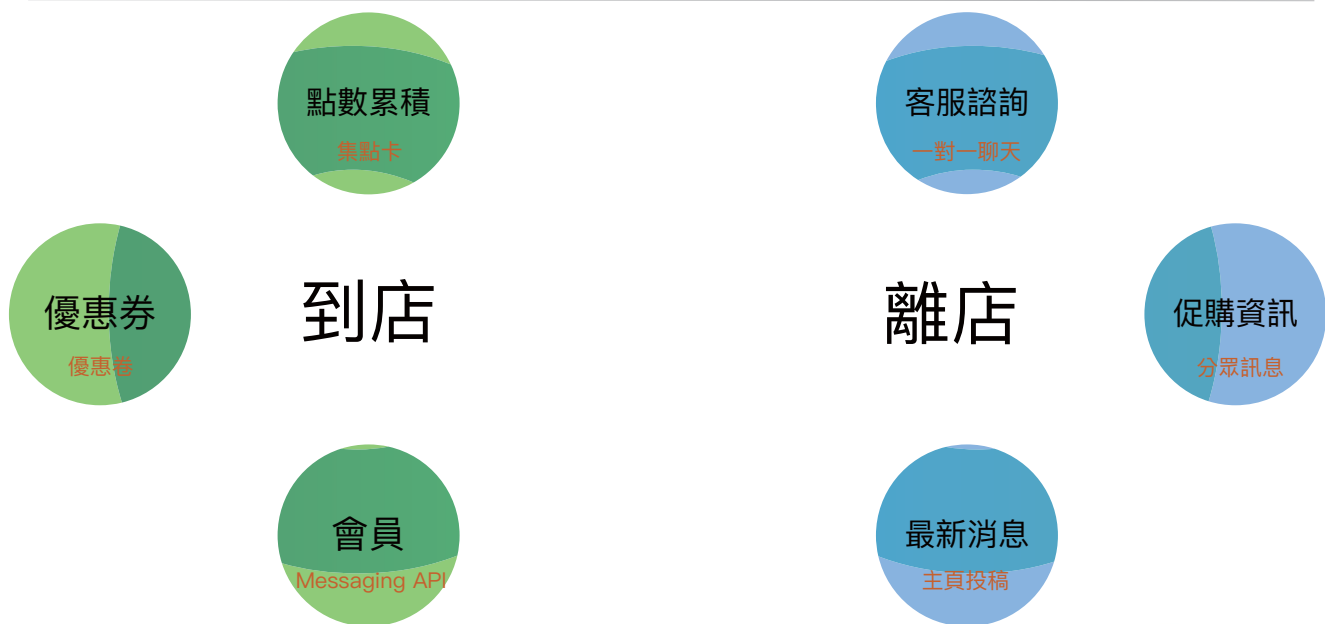 點數累積
集點卡
客服諮詢
一對一聊天
優惠券
優惠卷
到店
離店
促購資訊
分眾訊息
會員
Messaging API
最新消息
主頁投稿